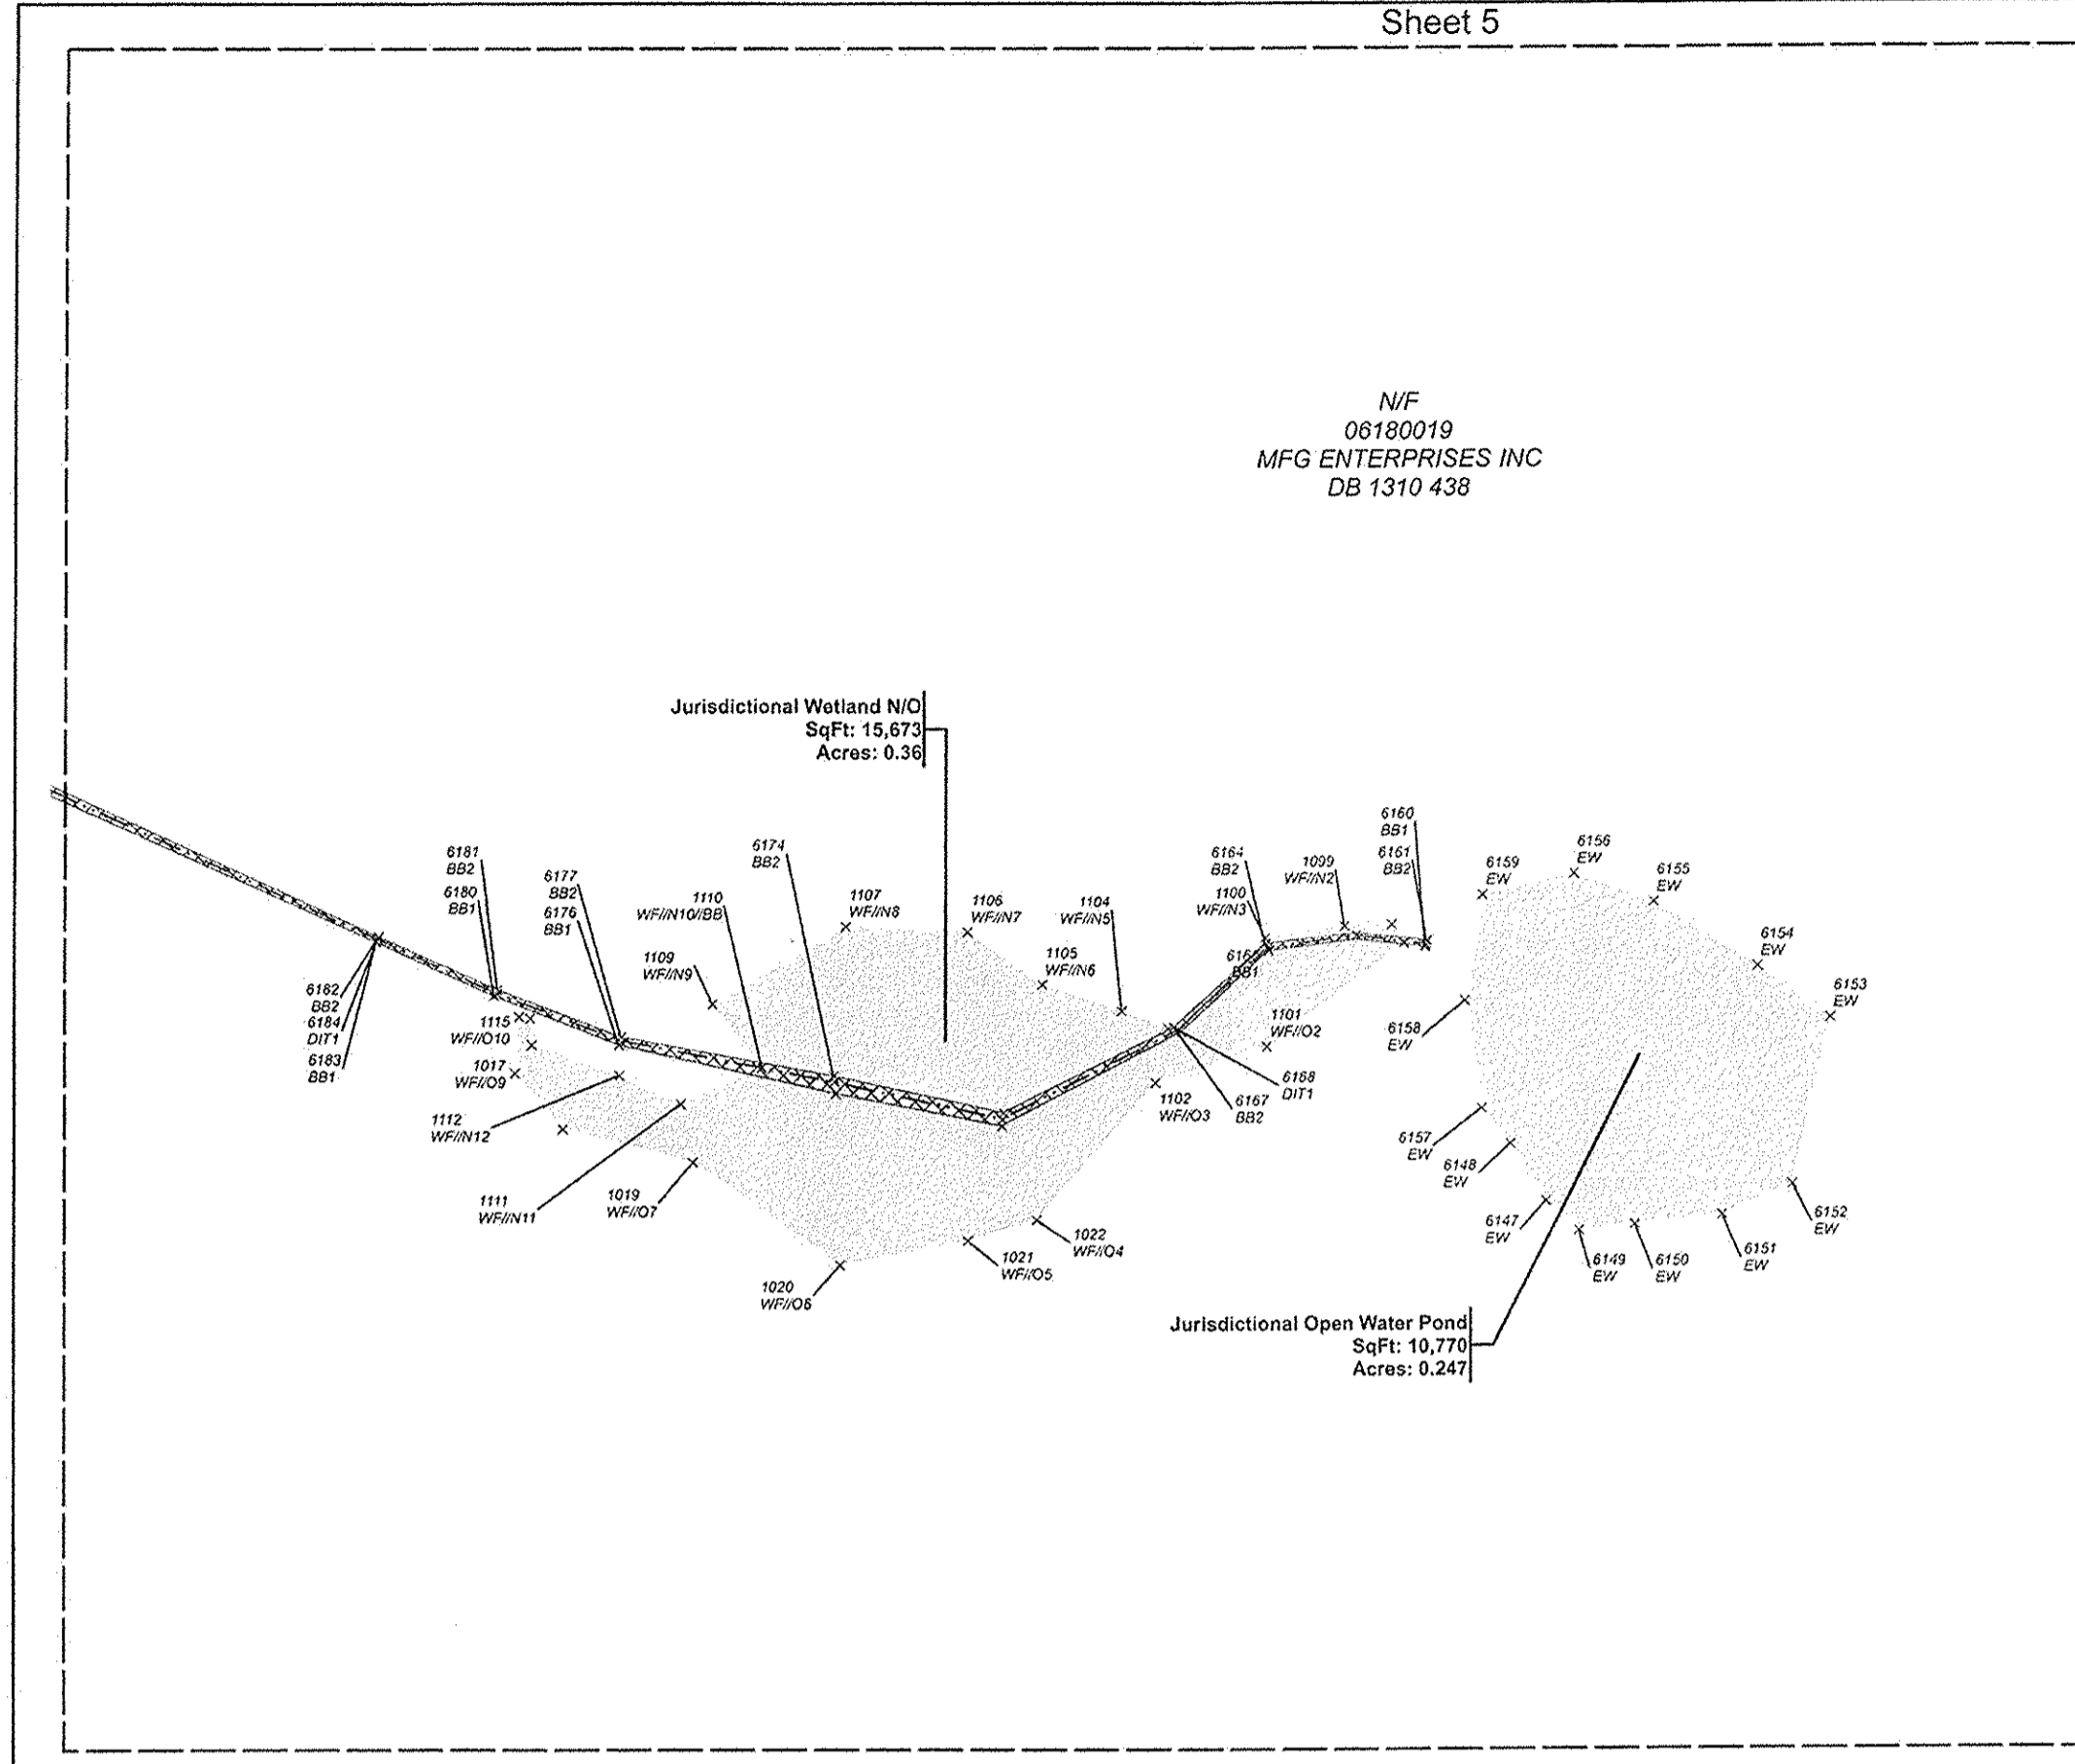 Sheet 5
N/F
06180019
MFG ENTERPRISES INC
DB 1310 438
Jurisdictional Wetland N/O
SqFt: 15,673
Acres: 0.36
6160
BB1
6161
BB2
6156
EW
6155
EW
6159
EW
6181
BB2
6180
BB1
6177
BB2
6176
BB1
6174
BB2
1110
WF//N10//BB
1107
WF//N8
1106
WF//N7
1104
WF//N5
6164
BB2
1100
WF//N3
1099
WF//N2
1109
WF//N9
1105
WF//N6
BB1
6154
EW
6153
EW
6182
BB2
6184
DIT1
6183
BB1
1115
WF//O10
1017
WF//O9
1101
WF//O2
6158
EW
1112
WF//N12
1102
WF//O3
6167
BB2
6168
DIT1
6157
EW
6148
EW
1111
WF//N11
1019
WF//O7
1022
WF//O4
1021
WF//O5
1020
WF//O6
6147
EW
6149
EW
6150
EW
6151
EW
6152
EW
Jurisdictional Open Water Pond
SqFt: 10,770
Acres: 0.247